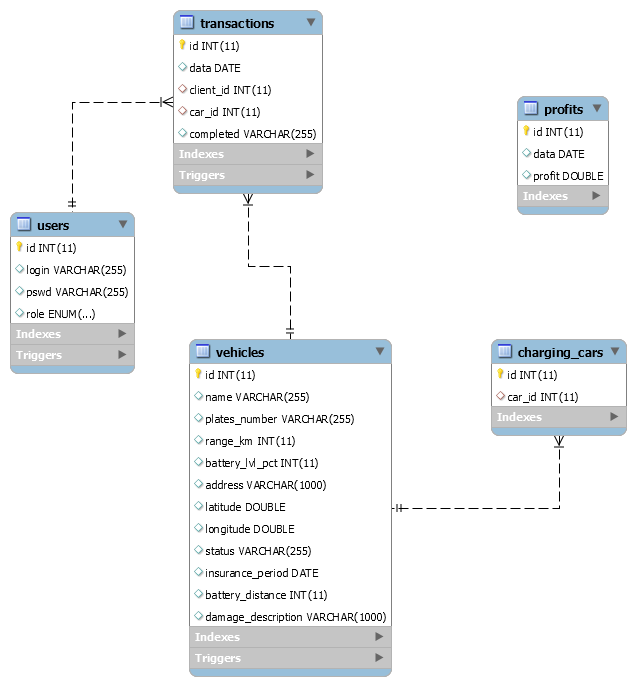 transactions
id INT(11)
data DATE
client_id INT(11)
car_id INT(11)
completed VARCHAR(255)
Indexes
Triggers
profits
id INT(11)
data DATE
profit DOUBLE
Indexes
users
id INT(11)
login VARCHAR(255)
pswd VARCHAR(255)
role ENUM(...)
Indexes
Triggers
vehicles
id INT(11)
name VARCHAR(255)
plates_number VARCHAR(255)
range_km INT(11)
battery_lvl_pct INT(11)
address VARCHAR(1000)
latitude DOUBLE
longitude DOUBLE
status VARCHAR(255)
insurance_period DATE
battery_distance INT(11)
damage_description VARCHAR(1000)
Indexes
Triggers
charging_cars
id INT(11)
car_id INT(11)
Indexes